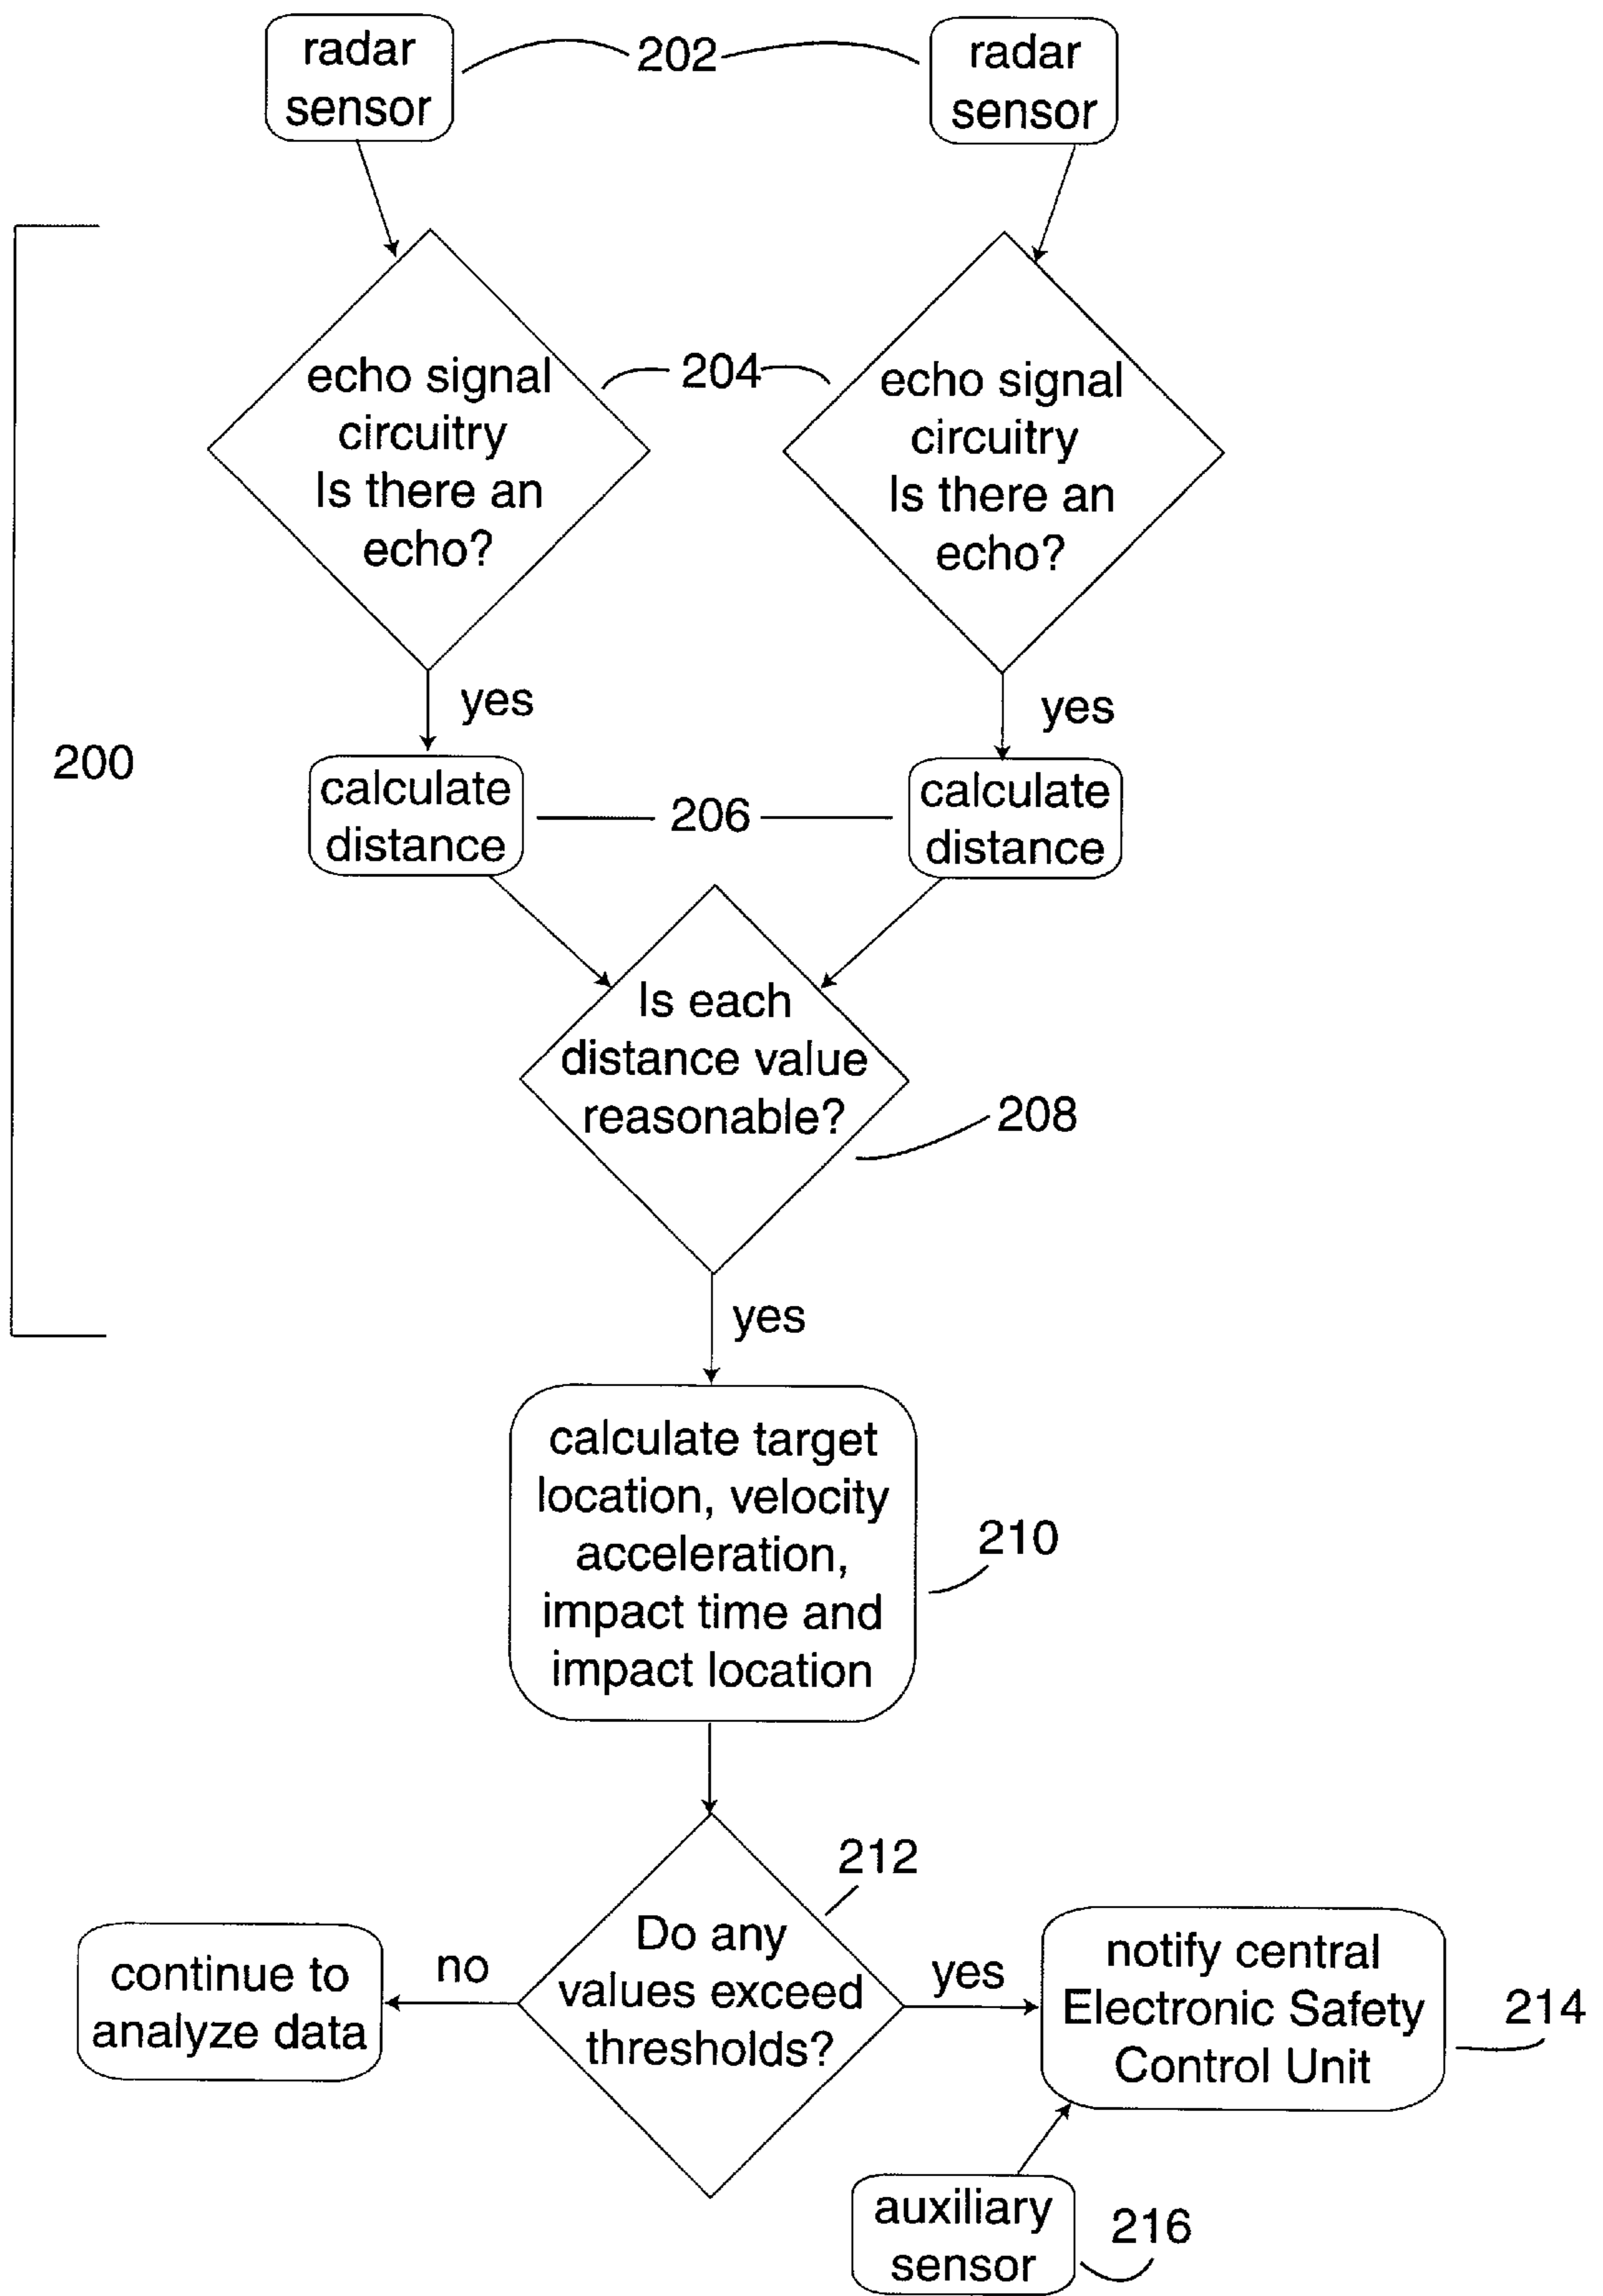 radar
sensor
202
radar
sensor
echo signal
circuitry
Is there an
echo?
204
echo signal
circuitry
Is there an
echo?
yes
yes
200
calculate
distance
206
calculate
distance
Is each
distance value
reasonable?
208
yes
calculate target
location, velocity
acceleration,
impact time and
impact location
210
212
Do any
values exceed
thresholds?
no
continue to
analyze data
yes
notify central
Electronic Safety
Control Unit
214
auxiliary
sensor
216